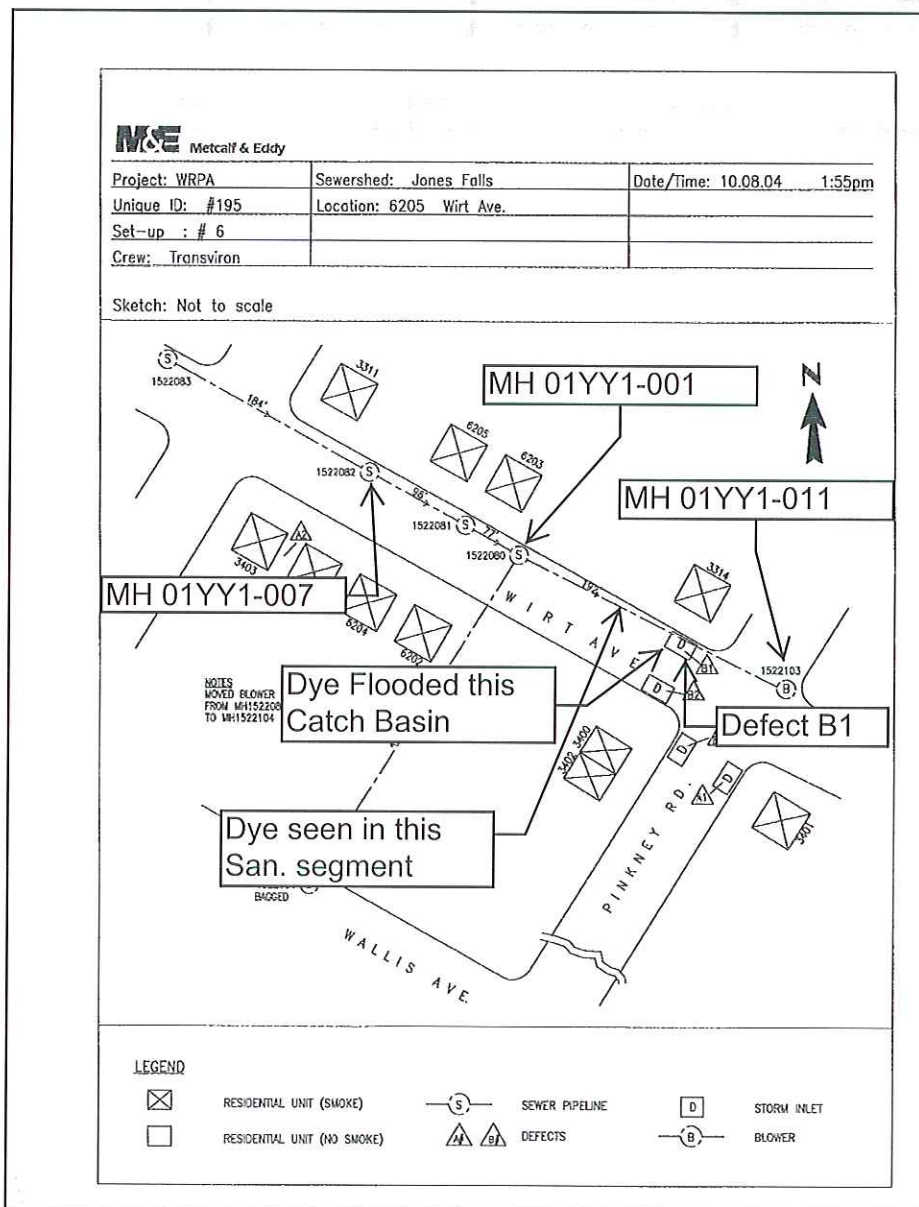 M&E Metcalf & Eddy
Project: WRPA
Sewershed: Jones Falls
Date/Time: 10.08.04 1:55pm
Unique ID: #195
Location: 6205 Wirt Ave.
Set-up : # 6
Crew: Transviron
Sketch: Not to scale
S
1522083
184'
3311
MH 01YY1-001
N
6205
6203
1522082
S
98'
MH 01YY1-011
1522081
S
77'
1522080
S
A2
3403
192'
3314
MH 01YY1-007
6204
WIRT AVE
D
B1
1522103
B
6202
NOTES
MOVED BLOWER
FROM MH152208
TO MH1522104
Dye Flooded this
Catch Basin
D
B2
Defect B1
3402 3400
D
D
A1
Dye seen in this
San. segment
3401
PINKNEY RD.
BAGGED
WALLIS AVE.
LEGEND
RESIDENTIAL UNIT (SMOKE)
S
SEWER PIPELINE
D
STORM INLET
RESIDENTIAL UNIT (NO SMOKE)
A# B#
DEFECTS
B
BLOWER